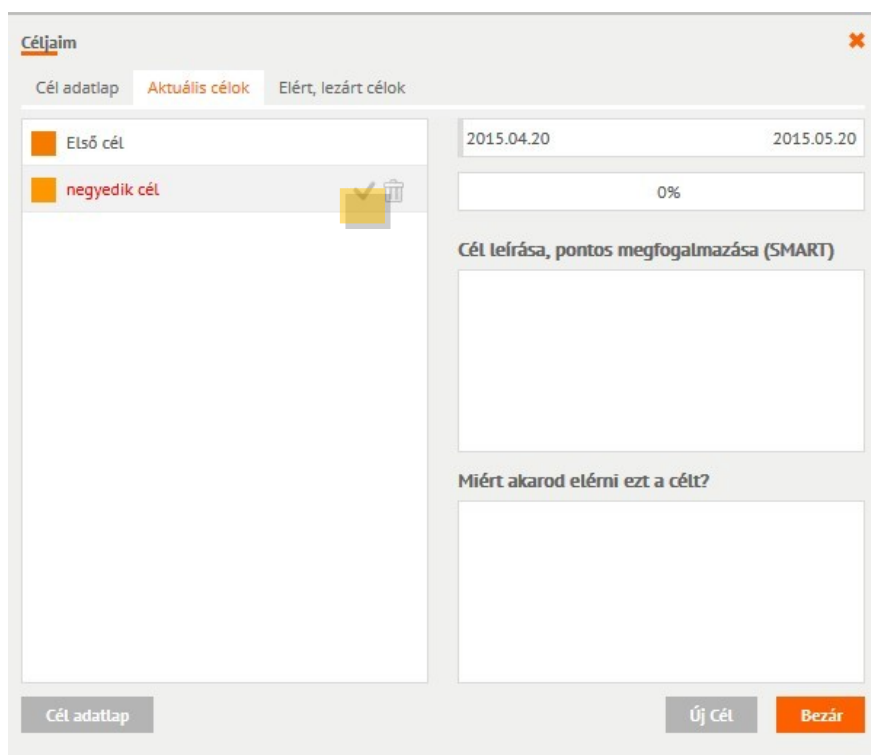 Céljaim
Cél adatlap Aktuális célok Elért, lezárt célok
Első cél
negyedik cél
2015.04.20 2015.05.20
0%
Cél leírása, pontos megfogalmazása (SMART)
Miért akarod elérni ezt a célt?
Cél adatlap
Új Cél Bezár